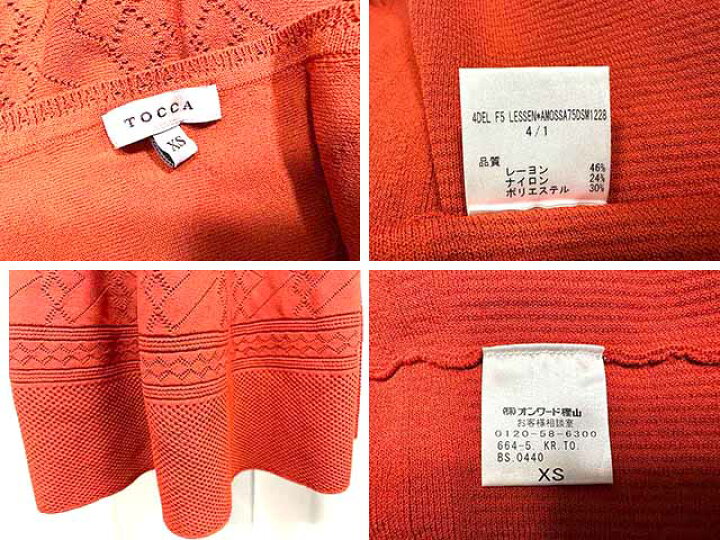 TOCCA
XS
4DEL F5 LESSEN*AMOSSA75DSM1228
4/1
品質
レーヨン 46%
ナイロン 24%
ポリエステル 30%
㈱オンワード樫山
お客様相談室
0120-58-6300
664-5 KR.TO.
BS.0440
XS